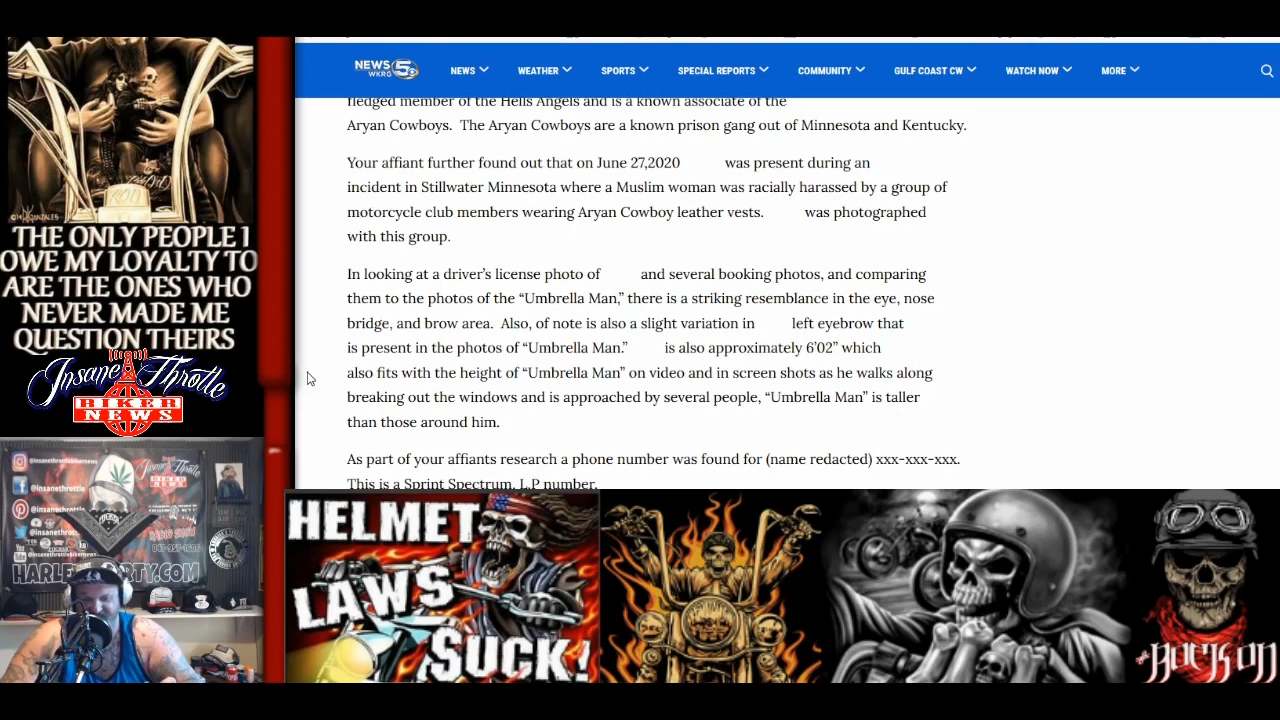 NEWS 5
WKRG
NEWS
WEATHER
SPORTS
SPECIAL REPORTS
COMMUNITY
GULF COAST CW
WATCH NOW
MORE
fledged member of the Hells Angels and is a known associate of the
Aryan Cowboys. The Aryan Cowboys are a known prison gang out of Minnesota and Kentucky.
Your affiant further found out that on June 27,2020 was present during an
incident in Stillwater Minnesota where a Muslim woman was racially harassed by a group of
motorcycle club members wearing Aryan Cowboy leather vests. was photographed
with this group.
In looking at a driver’s license photo of and several booking photos, and comparing
them to the photos of the “Umbrella Man,” there is a striking resemblance in the eye, nose
bridge, and brow area. Also, of note is also a slight variation in left eyebrow that
is present in the photos of “Umbrella Man.” is also approximately 6’02” which
also fits with the height of “Umbrella Man” on video and in screen shots as he walks along
breaking out the windows and is approached by several people, “Umbrella Man” is taller
than those around him.
As part of your affiants research a phone number was found for (name redacted) xxx-xxx-xxx.
This is a Sprint Spectrum, L.P number.
THE ONLY PEOPLE I
OWE MY LOYALTY TO
ARE THE ONES WHO
NEVER MADE ME
QUESTION THEIRS
Insane Throttle
BIKER
NEWS
@insanethrottlebikernews
@insanethrottle
HELMET
LAWS
SUCK!